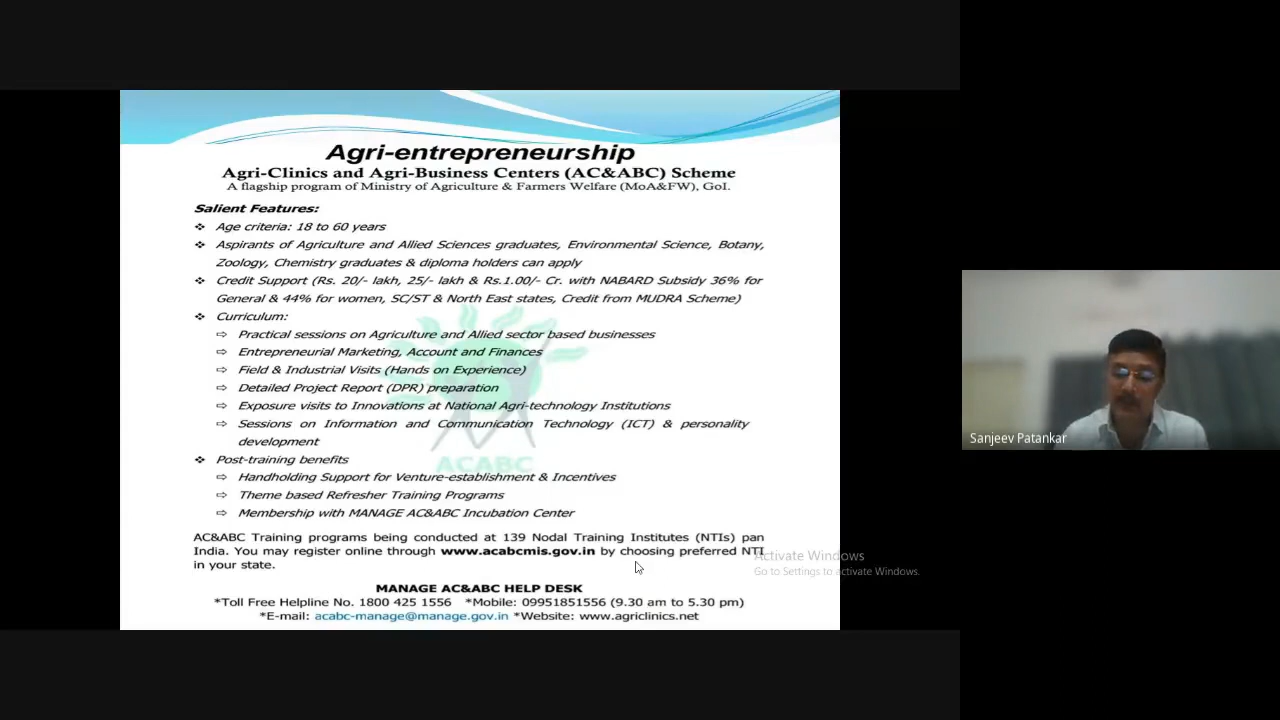 Agri-entrepreneurship
Agri-Clinics and Agri-Business Centers (AC&ABC) Scheme
A flagship program of Ministry of Agriculture & Farmers Welfare (MoA&FW), GoI.
Salient Features:
❖ Age criteria: 18 to 60 years
❖ Aspirants of Agriculture and Allied Sciences graduates, Environmental Science, Botany,
Zoology, Chemistry graduates & diploma holders can apply
❖ Credit Support (Rs. 20/- lakh, 25/- lakh & Rs.1.00/- Cr. with NABARD Subsidy 36% for
General & 44% for women, SC/ST & North East states, Credit from MUDRA Scheme)
❖ Curriculum:
⇨ Practical sessions on Agriculture and Allied sector based businesses
⇨ Entrepreneurial Marketing, Account and Finances
⇨ Field & Industrial Visits (Hands on Experience)
⇨ Detailed Project Report (DPR) preparation
⇨ Exposure visits to Innovations at National Agri-technology Institutions
⇨ Sessions on Information and Communication Technology (ICT) & personality
development
ACABC
❖ Post-training benefits
⇨ Handholding Support for Venture-establishment & Incentives
⇨ Theme based Refresher Training Programs
⇨ Membership with MANAGE AC&ABC Incubation Center
AC&ABC Training programs being conducted at 139 Nodal Training Institutes (NTIs) pan
India. You may register online through www.acabcmis.gov.in by choosing preferred NTI
in your state.
MANAGE AC&ABC HELP DESK
*Toll Free Helpline No. 1800 425 1556 *Mobile: 09951851556 (9.30 am to 5.30 pm)
*E-mail: acabc-manage@manage.gov.in *Website: www.agriclinics.net
Activate Windows
Go to Settings to activate Windows.
Sanjeev Patankar